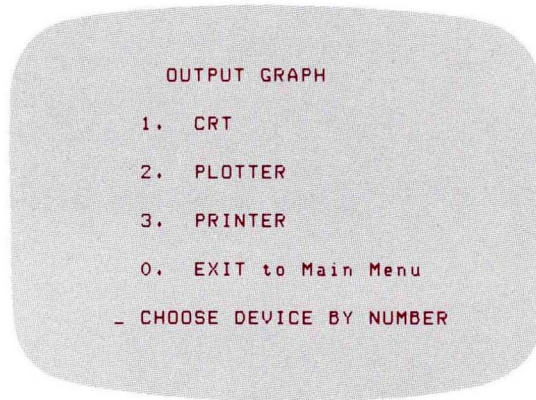 OUTPUT GRAPH
1. CRT
2. PLOTTER
3. PRINTER
0. EXIT to Main Menu
_ CHOOSE DEVICE BY NUMBER